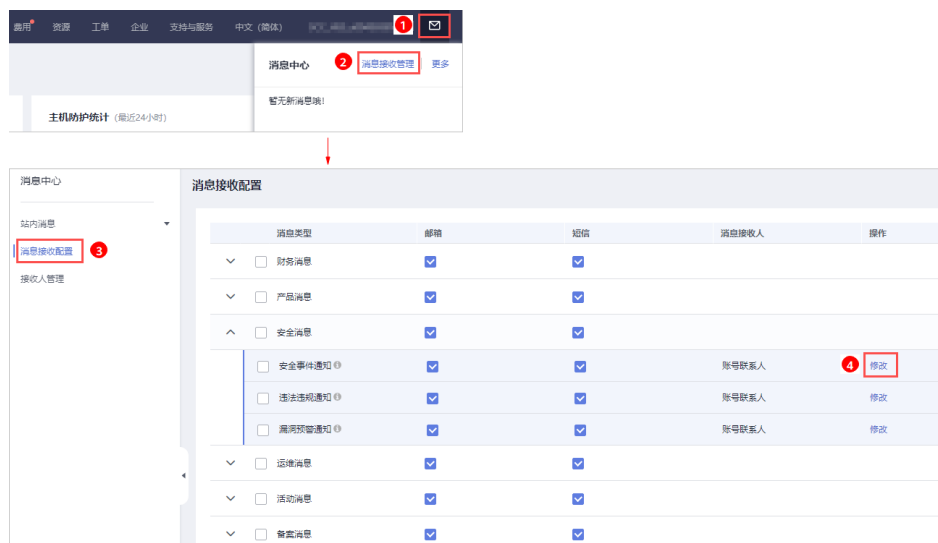 费用 资源 工单 企业 支持与服务 中文 (简体) 1
消息中心 2 消息接收管理 更多
暂无新消息哦!
主机防护统计 (最近24小时)
消息中心
站内消息
消息接收配置 3
接收人管理
消息接收配置
消息类型 邮箱 短信 消息接收人 操作
财务消息
产品消息
安全消息
安全事件通知 账号联系人 4 修改
违法违规通知 账号联系人 修改
漏洞预警通知 账号联系人 修改
运维消息
活动消息
备案消息